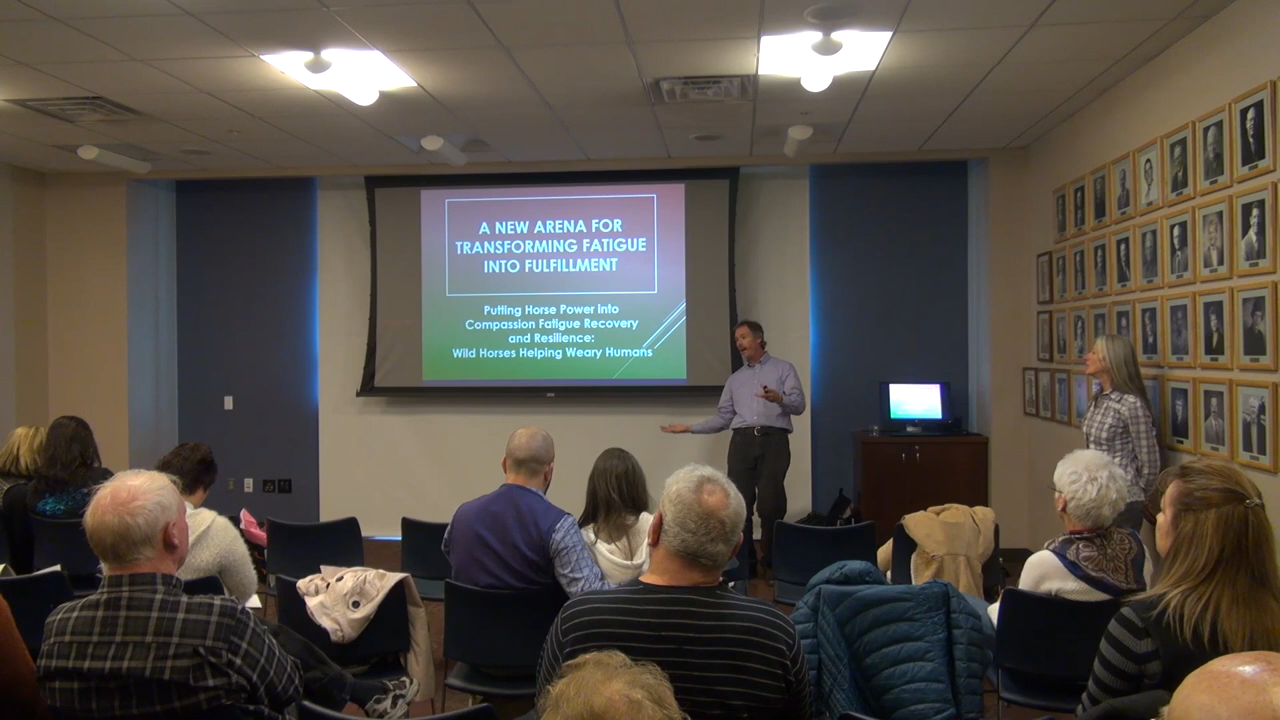 A NEW ARENA FOR
TRANSFORMING FATIGUE
INTO FULFILLMENT
Putting Horse Power Into
Compassion Fatigue Recovery
and Resilience:
Wild Horses Helping Weary Humans